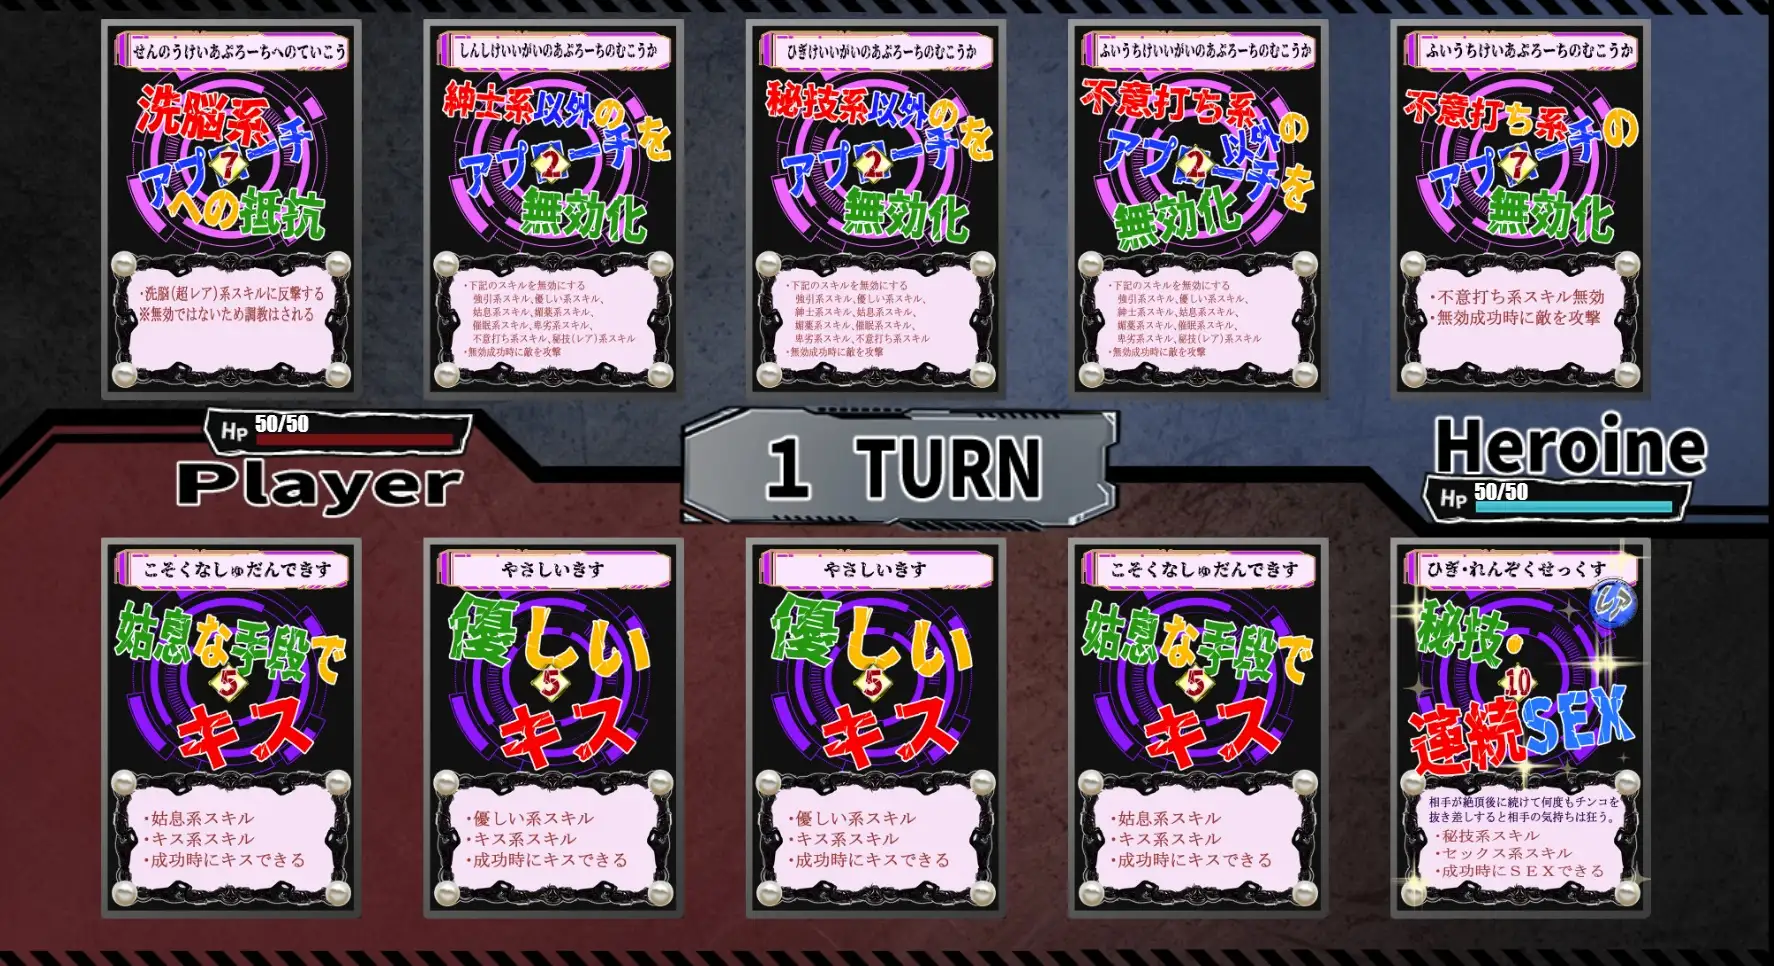 せんのうけいあぷろーちへのていこう
洗脳系
アプローチ
への抵抗
7
・洗脳(超レア)系スキルに反撃する
※無効ではないため調教はされる
しんしけいいがいのあぷろーちのむこうか
紳士系以外の
アプローチを
無効化
2
・下記のスキルを無効にする
強引系スキル、優しい系スキル、
姑息系スキル、媚薬系スキル、
催眠系スキル、卑劣系スキル、
不意打ち系スキル、秘技(レア)系スキル
・無効成功時に敵を攻撃
ひぎけいいがいのあぷろーちのむこうか
秘技系以外の
アプローチを
無効化
2
・下記のスキルを無効にする
強引系スキル、優しい系スキル、
紳士系スキル、姑息系スキル、
媚薬系スキル、催眠系スキル、
卑劣系スキル、不意打ち系スキル
・無効成功時に敵を攻撃
ふいうちけいいがいのあぷろーちのむこうか
不意打ち系以外の
アプローチを
無効化
2
・下記のスキルを無効にする
強引系スキル、優しい系スキル、
紳士系スキル、姑息系スキル、
媚薬系スキル、催眠系スキル、
卑劣系スキル、秘技(レア)系スキル
・無効成功時に敵を攻撃
ふいうちけいあぷろーちのむこうか
不意打ち系
アプローチの
無効化
7
・不意打ち系スキル無効
・無効成功時に敵を攻撃
Hp 50/50
Player
1 TURN
Heroine
Hp 50/50
こそくなしゅだんできす
姑息な手段で
5
キス
・姑息系スキル
・キス系スキル
・成功時にキスできる
やさしいきす
優しい
5
キス
・優しい系スキル
・キス系スキル
・成功時にキスできる
やさしいきす
優しい
5
キス
・優しい系スキル
・キス系スキル
・成功時にキスできる
こそくなしゅだんできす
姑息な手段で
5
キス
・姑息系スキル
・キス系スキル
・成功時にキスできる
ひぎ・れんぞくせっくす
UP
秘技・
10
連続SEX
相手が絶頂後に続けて何度もチンコを
抜き差しすると相手の気持ちは狂う。
・秘技系スキル
・セックス系スキル
・成功時にＳＥＸできる